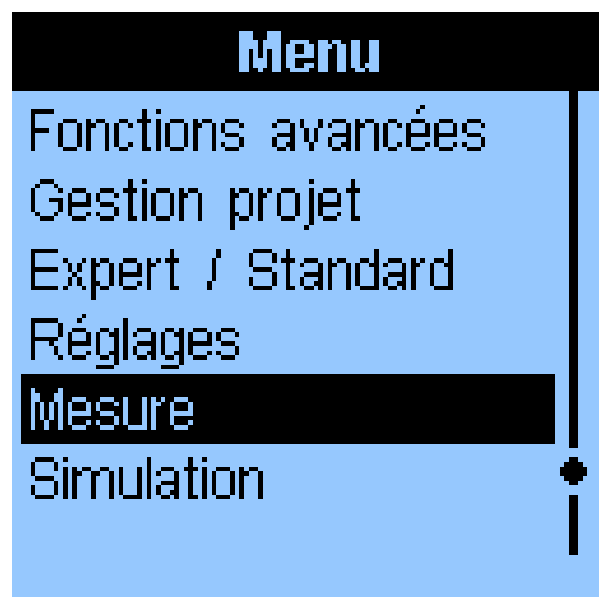 Menu
Fonctions avancées
Gestion projet
Expert / Standard
Réglages
Mesure
Simulation